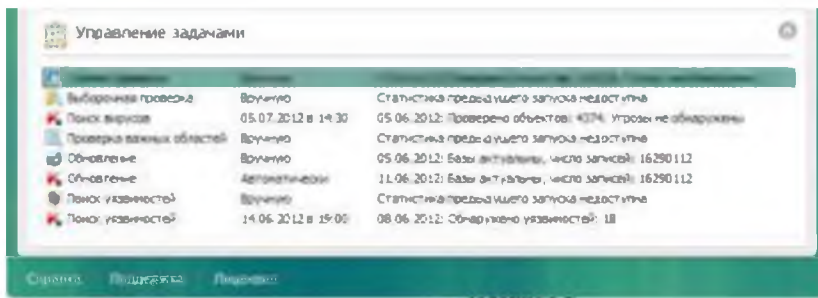 Управление задачами
Выборочная проверка Вручную Статистика предыдущего запуска недоступна
Поиск вирусов 05.07.2012 в 14:30 05.06.2012: Проверено объектов: 4374, Угрозы не обнаружены
Проверка важных областей Вручную Статистика предыдущего запуска недоступна
Обновление Вручную 05.06.2012: Базы актуальны, число записей: 16290112
Обновление Автоматически 11.06.2012: Базы актуальны, число записей: 16290112
Поиск уязвимостей Вручную Статистика предыдущего запуска недоступна
Поиск уязвимостей 14.06.2012 в 19:00 08.06.2012: Обнаружено уязвимостей: 18
Справка Поддержка Лицензия